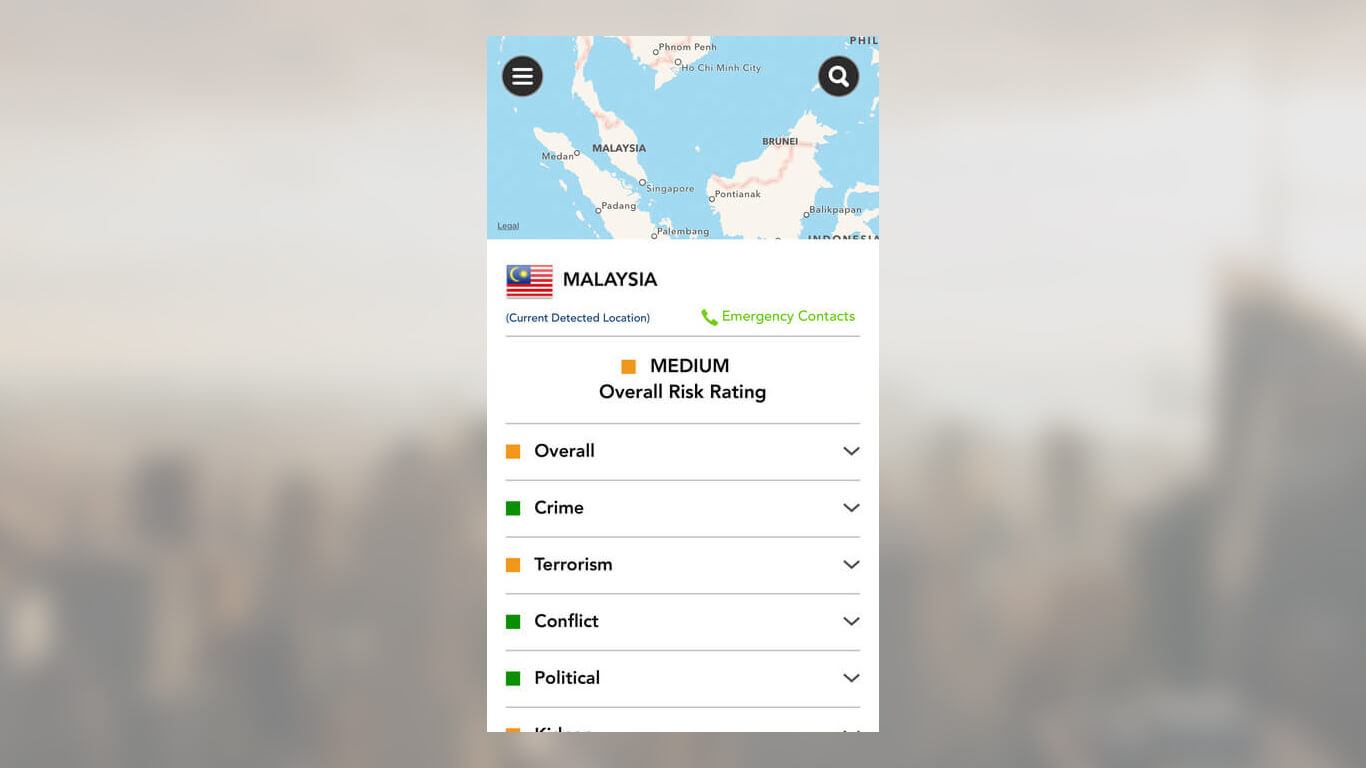 PHIL
Phnom Penh
Ho Chi Minh City
BRUNEI
MALAYSIA
Medan
Singapore
Pontianak
Padang
Balikpapan
Legal
Palembang
INDONESIA
MALAYSIA
(Current Detected Location)
Emergency Contacts
MEDIUM
Overall Risk Rating
Overall
Crime
Terrorism
Conflict
Political